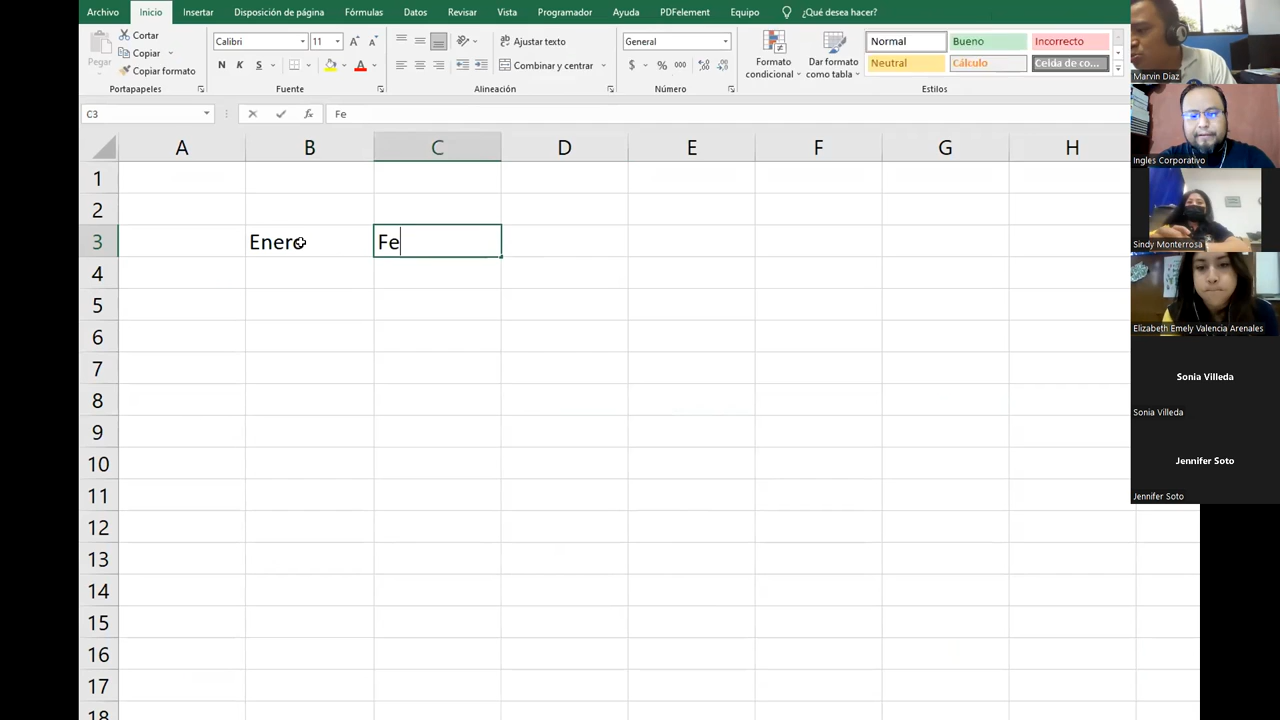 Archivo Inicio Insertar Disposición de página Fórmulas Datos Revisar Vista Programador Ayuda PDFelement Equipo ¿Qué desea hacer?
Pegar
Cortar
Copiar
Copiar formato
Portapapeles
Calibri 11
N K S
Fuente
Ajustar texto
Combinar y centrar
Alineación
General
$ % 000
Número
Formato condicional
Dar formato como tabla
Normal Bueno Incorrecto
Neutral Cálculo Celda de co...
Estilos
C3 fx Fe
A B C D E F G H
1
2
3 Enero Fe
4
5
6
7
8
9
10
11
12
13
14
15
16
17
18
Marvin Diaz
Ingles Corporativo
Sindy Monterrosa
Elizabeth Emely Valencia Arenales
Sonia Villeda
Sonia Villeda
Jennifer Soto
Jennifer Soto